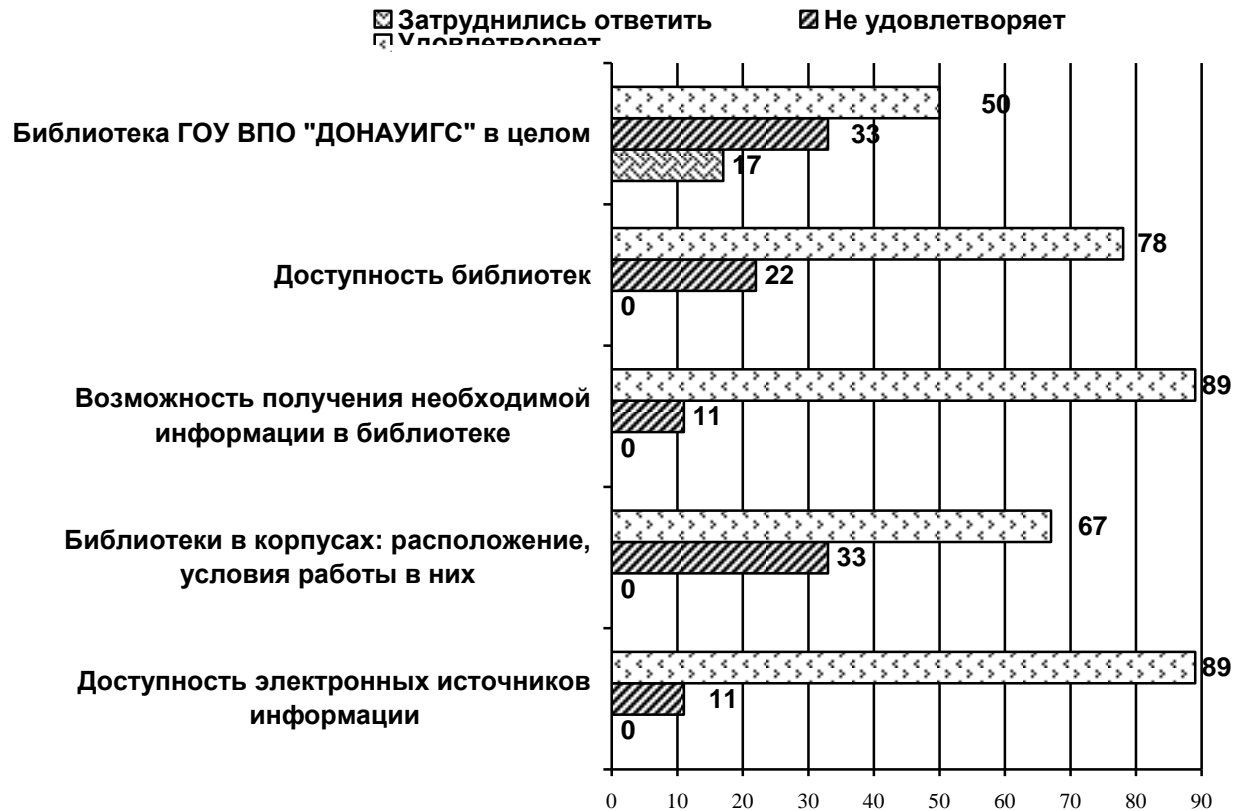 Затруднились ответить
Не удовлетворяет
Удовлетворяет
Библиотека ГОУ ВПО "ДОНАУИГС" в целом
50
33
17
Доступность библиотек
78
22
0
Возможность получения необходимой
информации в библиотеке
89
11
0
Библиотеки в корпусах: расположение,
условия работы в них
67
33
0
Доступность электронных источников
информации
89
11
0
0 10 20 30 40 50 60 70 80 90